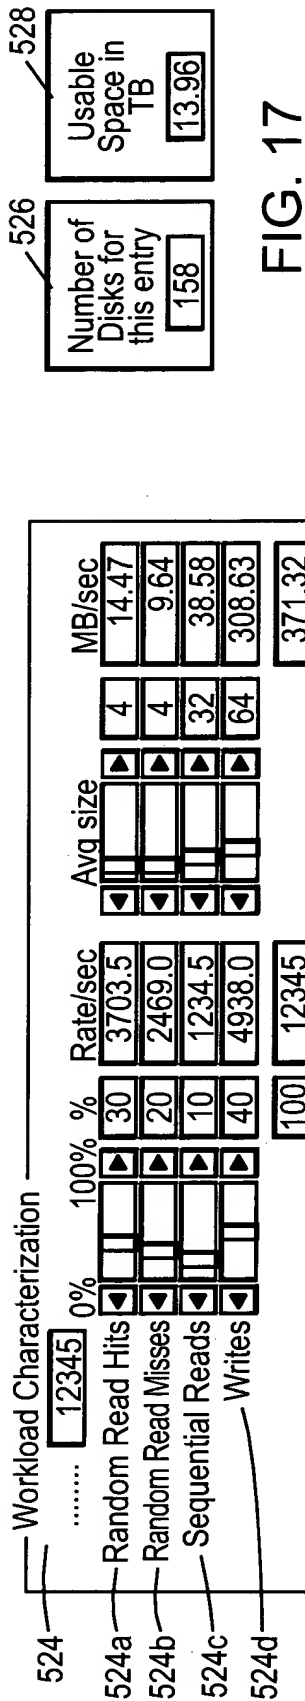 524
Workload Characterization
........ 12345
0% 100% % Rate/sec Avg size MB/sec
524a Random Read Hits 30 3703.5 4 14.47
524b Random Read Misses 20 2469.0 4 9.64
524c Sequential Reads 10 1234.5 32 38.58
524d Writes 40 4938.0 64 308.63
100 12345 371.32
526
Number of
Disks for
this entry
158
528
Usable
Space in
TB
13.96
FIG. 17